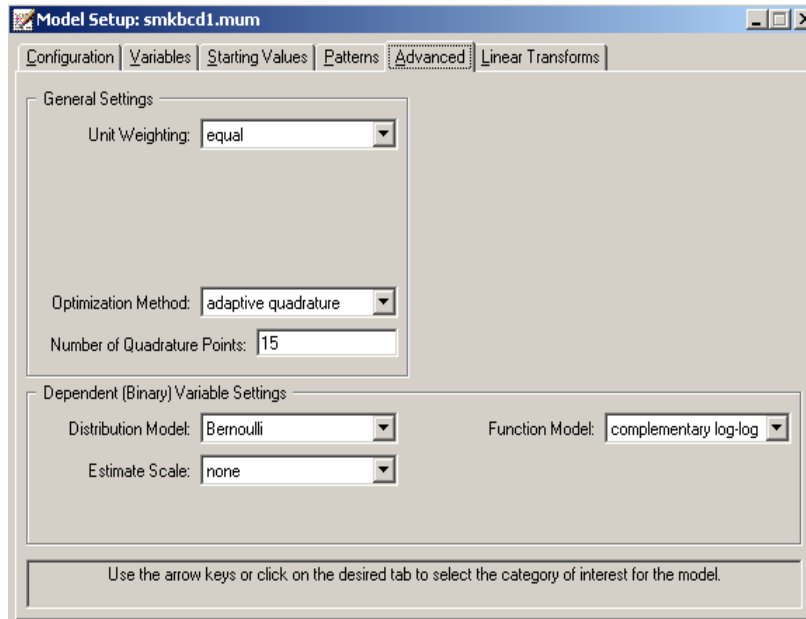 Model Setup: smkbcd1.mum
Configuration Variables Starting Values Patterns Advanced Linear Transforms
General Settings
Unit Weighting: equal
Optimization Method: adaptive quadrature
Number of Quadrature Points: 15
Dependent (Binary) Variable Settings
Distribution Model: Bernoulli Function Model: complementary log-log
Estimate Scale: none
Use the arrow keys or click on the desired tab to select the category of interest for the model.